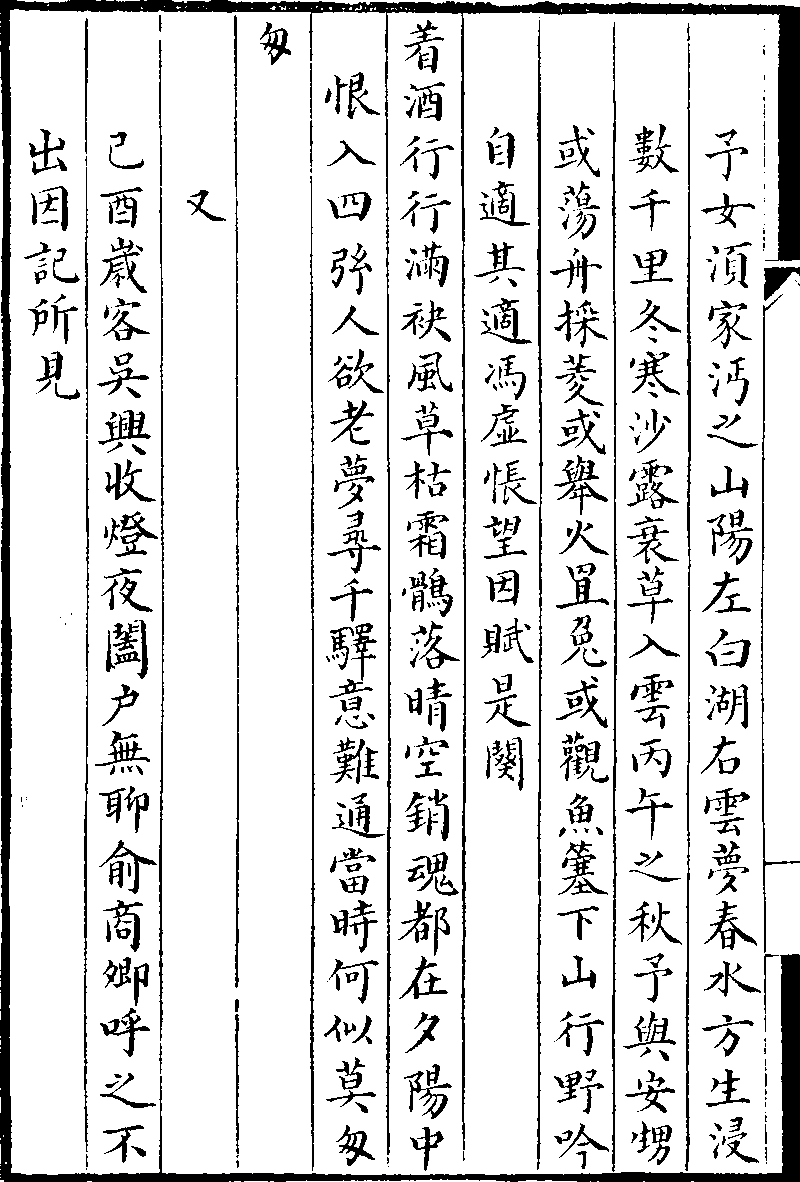 予女湏家沔之山陽左白湖右雲夢春水方生浸
數千里冬寒沙露衰草入雲丙午之秋予與安甥
或蕩舟採菱或舉火罝兔或觀魚簺下山行野吟
自適其適馮虛悵望因賦是闋
着酒行行滿袂風草枯霜鶻落晴空銷魂都在夕陽中
恨入四弦人欲老夢尋千驛意難通當時何似莫匆
匆
又
己酉歲客吳興收燈夜闔户無聊俞商卿呼之不
出因記所見